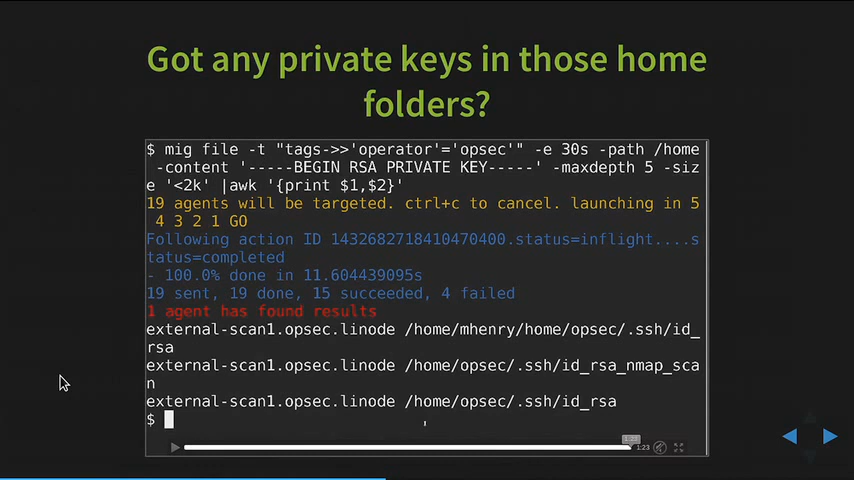 Got any private keys in those home
folders?
$ mig file -t "tags->>'operator'='opsec'" -e 30s -path /home
-content '-----BEGIN RSA PRIVATE KEY-----' -maxdepth 5 -siz
e '<2k' |awk '{print $1,$2}'
19 agents will be targeted. ctrl+c to cancel. launching in 5
4 3 2 1 GO
Following action ID 1432682718410470400.status=inflight....s
tatus=completed
- 100.0% done in 11.604439095s
19 sent, 19 done, 15 succeeded, 4 failed
1 agent has found results
external-scan1.opsec.linode /home/mhenry/home/opsec/.ssh/id_
rsa
external-scan1.opsec.linode /home/opsec/.ssh/id_rsa_nmap_sca
n
external-scan1.opsec.linode /home/opsec/.ssh/id_rsa
$
1:23